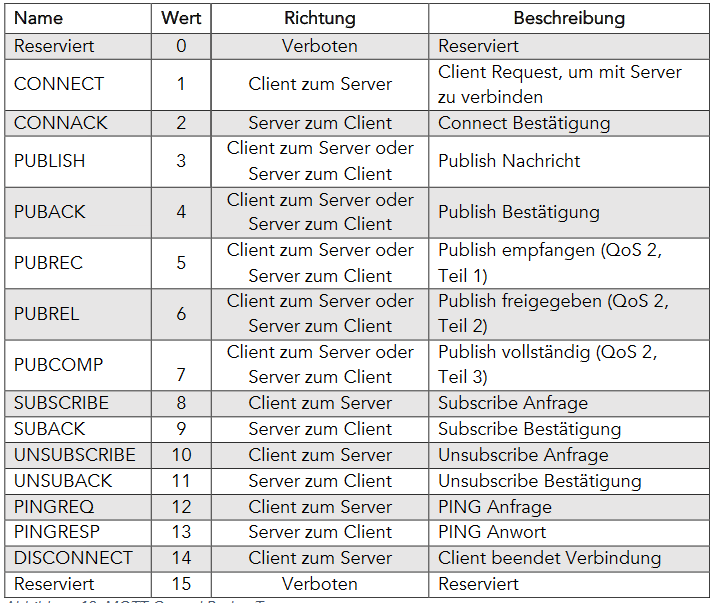 Name Wert Richtung Beschreibung
Reserviert 0 Verboten Reserviert
CONNECT 1 Client zum Server Client Request, um mit Server
zu verbinden
CONNACK 2 Server zum Client Connect Bestätigung
PUBLISH 3 Client zum Server oder
Server zum Client Publish Nachricht
PUBACK 4 Client zum Server oder
Server zum Client Publish Bestätigung
PUBREC 5 Client zum Server oder
Server zum Client Publish empfangen (QoS 2,
Teil 1)
PUBREL 6 Client zum Server oder
Server zum Client Publish freigegeben (QoS 2,
Teil 2)
PUBCOMP 7 Client zum Server oder
Server zum Client Publish vollständig (QoS 2,
Teil 3)
SUBSCRIBE 8 Client zum Server Subscribe Anfrage
SUBACK 9 Server zum Client Subscribe Bestätigung
UNSUBSCRIBE 10 Client zum Server Unsubscribe Anfrage
UNSUBACK 11 Server zum Client Unsubscribe Bestätigung
PINGREQ 12 Client zum Server PING Anfrage
PINGRESP 13 Server zum Client PING Anwort
DISCONNECT 14 Client zum Server Client beendet Verbindung
Reserviert 15 Verboten Reserviert